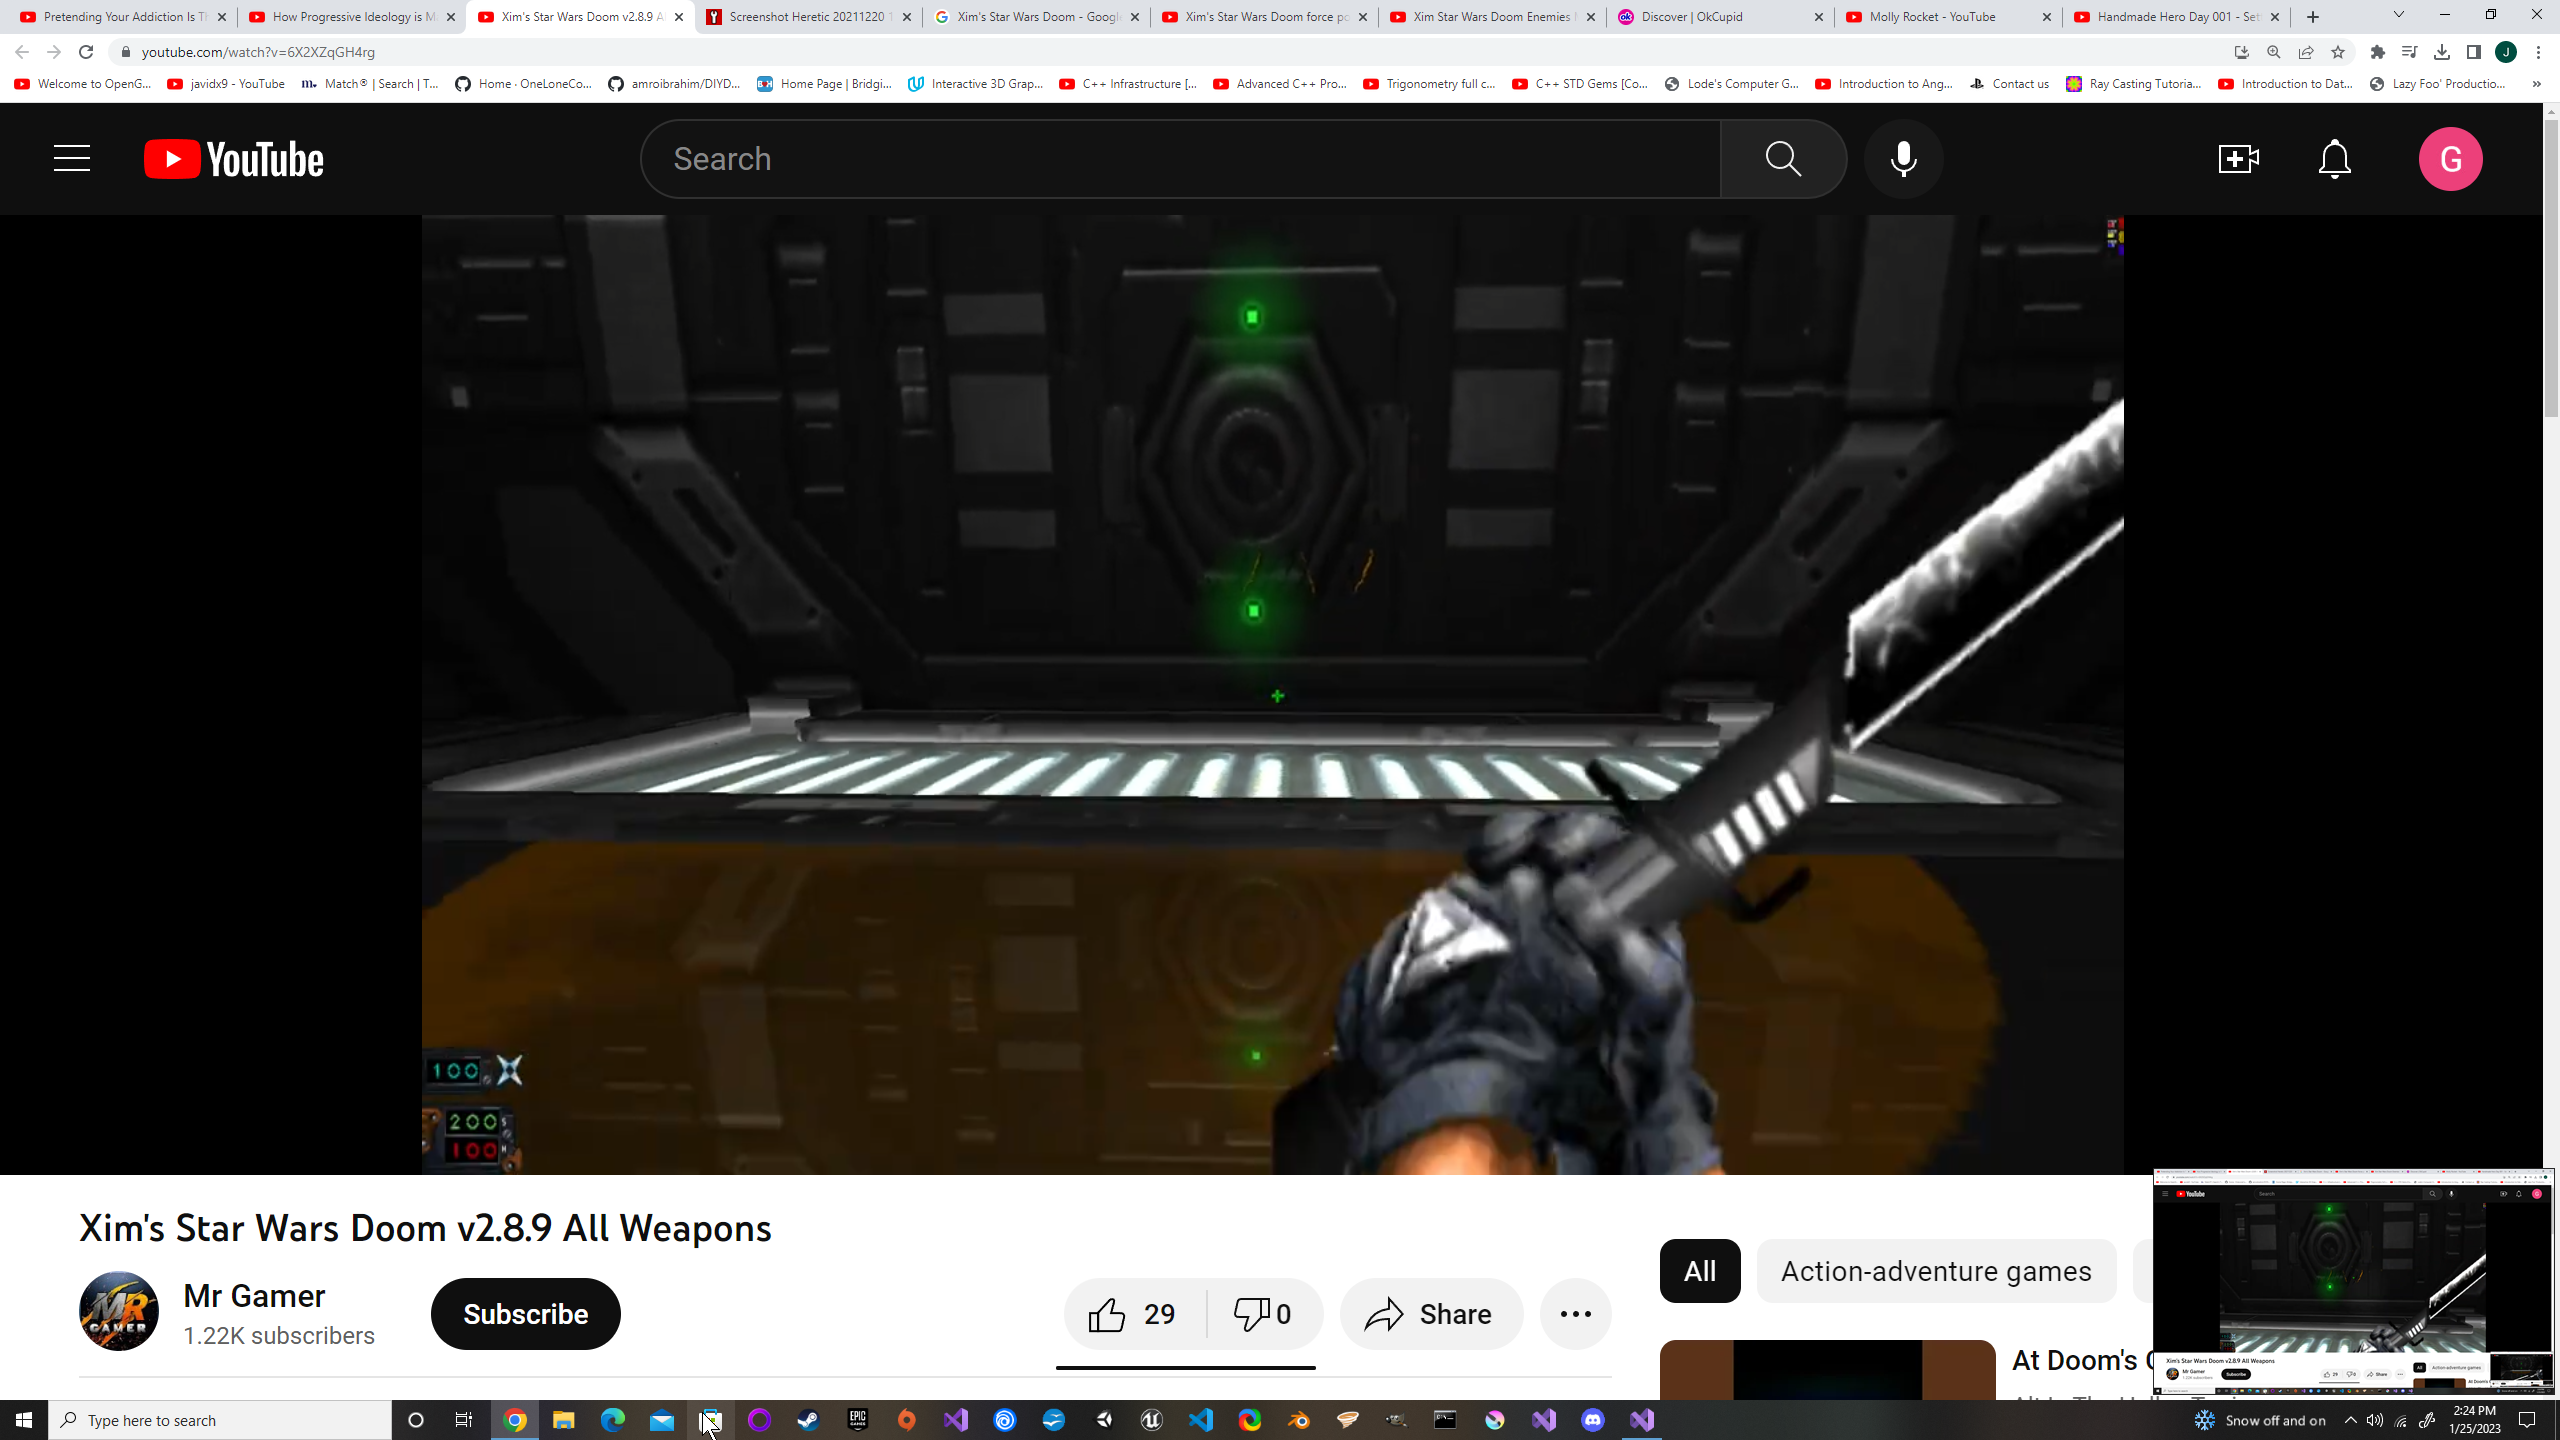 Pretending Your Addiction Is Th
How Progressive Ideology is M
Xim's Star Wars Doom v2.8.9 A
Screenshot Heretic 20211220 1
Xim's Star Wars Doom - Google
Xim's Star Wars Doom force po
Xim Star Wars Doom Enemies
Discover | OkCupid
Molly Rocket - YouTube
Handmade Hero Day 001 - Set
youtube.com/watch?v=6X2XZqGH4rg
J
Welcome to OpenG...
javidx9 - YouTube
m. Match® | Search | T...
Home · OneLoneCo...
amroibrahim/DIYD...
Home Page | Bridgi...
Interactive 3D Grap...
C++ Infrastructure [...
Advanced C++ Pro...
Trigonometry full c...
C++ STD Gems [Co...
Lode's Computer G...
Introduction to Ang...
Contact us
Ray Casting Tutoria...
Introduction to Dat...
Lazy Foo' Productio...
YouTube
Search
G
100
200
100
Xim's Star Wars Doom v2.8.9 All Weapons
Mr Gamer
1.22K subscribers
Subscribe
29
0
Share
All
Action-adventure games
At Doom's
Type here to search
Snow off and on
2:24 PM
1/25/2023